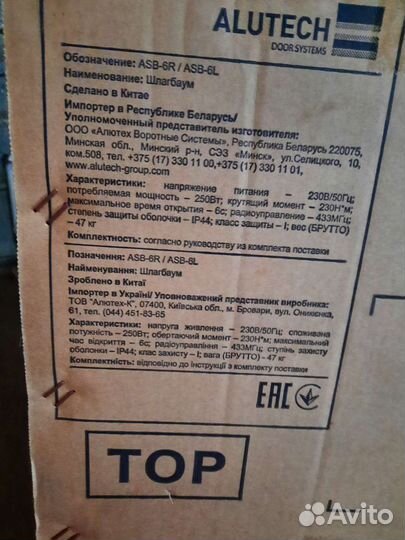 ALUTECH
DOOR SYSTEMS
Обозначение: ASB-6R / ASB-6L
Наименование: Шлагбаум
Сделано в Китае
Импортер в Республике Беларусь/
Уполномоченный представитель изготовителя:
ООО «Алютех Воротные Системы», Республика Беларусь 220075,
Минская обл., Минский р-н, СЭЗ «Минск», ул.Селицкого, 10,
ком.508, тел. +375 (17) 330 11 00,+375 (17) 330 11 01,
www.alutech-group.com
Характеристики: напряжение питания – 230В/50Гц;
потребляемая мощность – 250Вт; крутящий момент – 230Н*м;
максимальное время открытия – 6с; радиоуправление – 433МГц;
степень защиты оболочки – IP44; класс защиты – I; вес (БРУТТО)
– 47 кг
Комплектность: согласно руководству из комплекта поставки
Позначення: ASB-6R / ASB-6L
Найменування: Шлагбаум
Зроблено в Китаї
Імпортер в Україні/ Уповноважений представник виробника:
ТОВ "Алютех-К", 07400, Київська обл., м. Бровари, вул. Онікієнка,
61, тел. (044) 451-83-65
Характеристики: напруга живлення – 230В/50Гц; споживана
потужність – 250Вт; обертаючий момент – 230Н*м; максимальний
час відкриття – 6с; радіоуправління – 433МГц; ступінь захисту
оболонки – IP44; клас захисту – I; вага (БРУТТО) - 47 кг
Комплектність: відповідно до інструкції з комплекту поставки
EAC
TOP
Avito